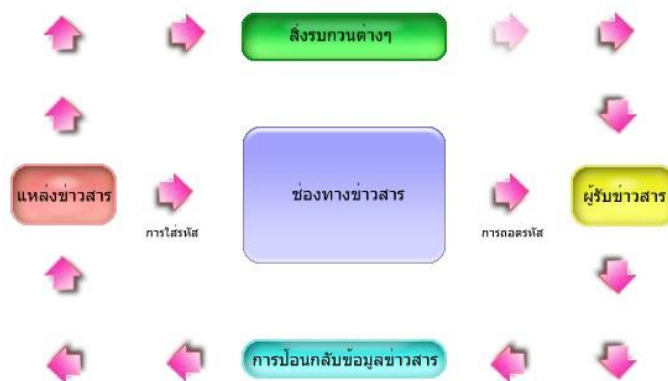 สิ่งรบกวนต่างๆ
แหล่งข่าวสาร
ช่องทางข่าวสาร
ผู้รับข่าวสาร
การใส่รหัส
การถอดรหัส
การป้อนกลับข้อมูลข่าวสาร